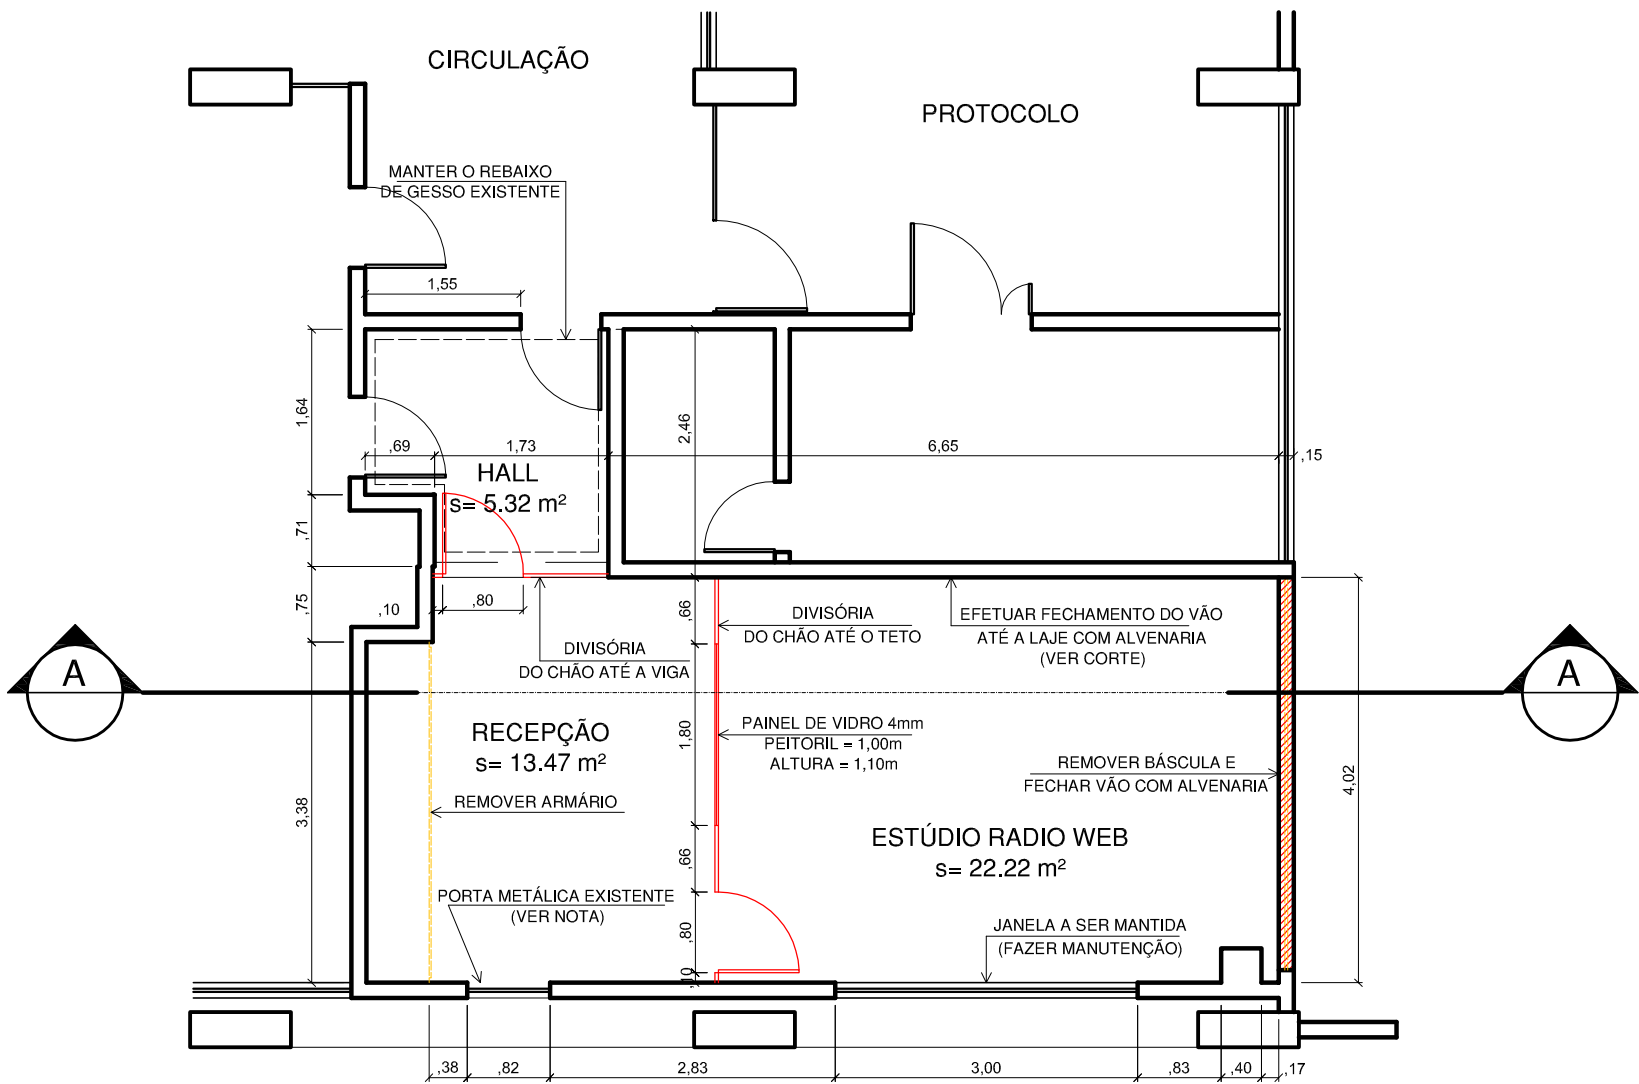 CIRCULAÇÃO
PROTOCOLO
MANTER O REBAIXO
DE GESSO EXISTENTE
1,55
1,64
2,46
,69
1,73
6,65
,15
HALL
s= 5.32 m²
,71
,75
,10
,80
,66
DIVISÓRIA
DO CHÃO ATÉ O TETO
EFETUAR FECHAMENTO DO VÃO
ATÉ A LAJE COM ALVENARIA
(VER CORTE)
DIVISÓRIA
DO CHÃO ATÉ A VIGA
A
A
RECEPÇÃO
s= 13.47 m²
1,80
PAINEL DE VIDRO 4mm
PEITORIL = 1,00m
ALTURA = 1,10m
REMOVER BÁSCULA E
FECHAR VÃO COM ALVENARIA
4,02
3,38
REMOVER ARMÁRIO
ESTÚDIO RADIO WEB
s= 22.22 m²
,66
PORTA METÁLICA EXISTENTE
(VER NOTA)
,80
JANELA A SER MANTIDA
(FAZER MANUTENÇÃO)
,10
,38
,82
2,83
3,00
,83
,40
,17